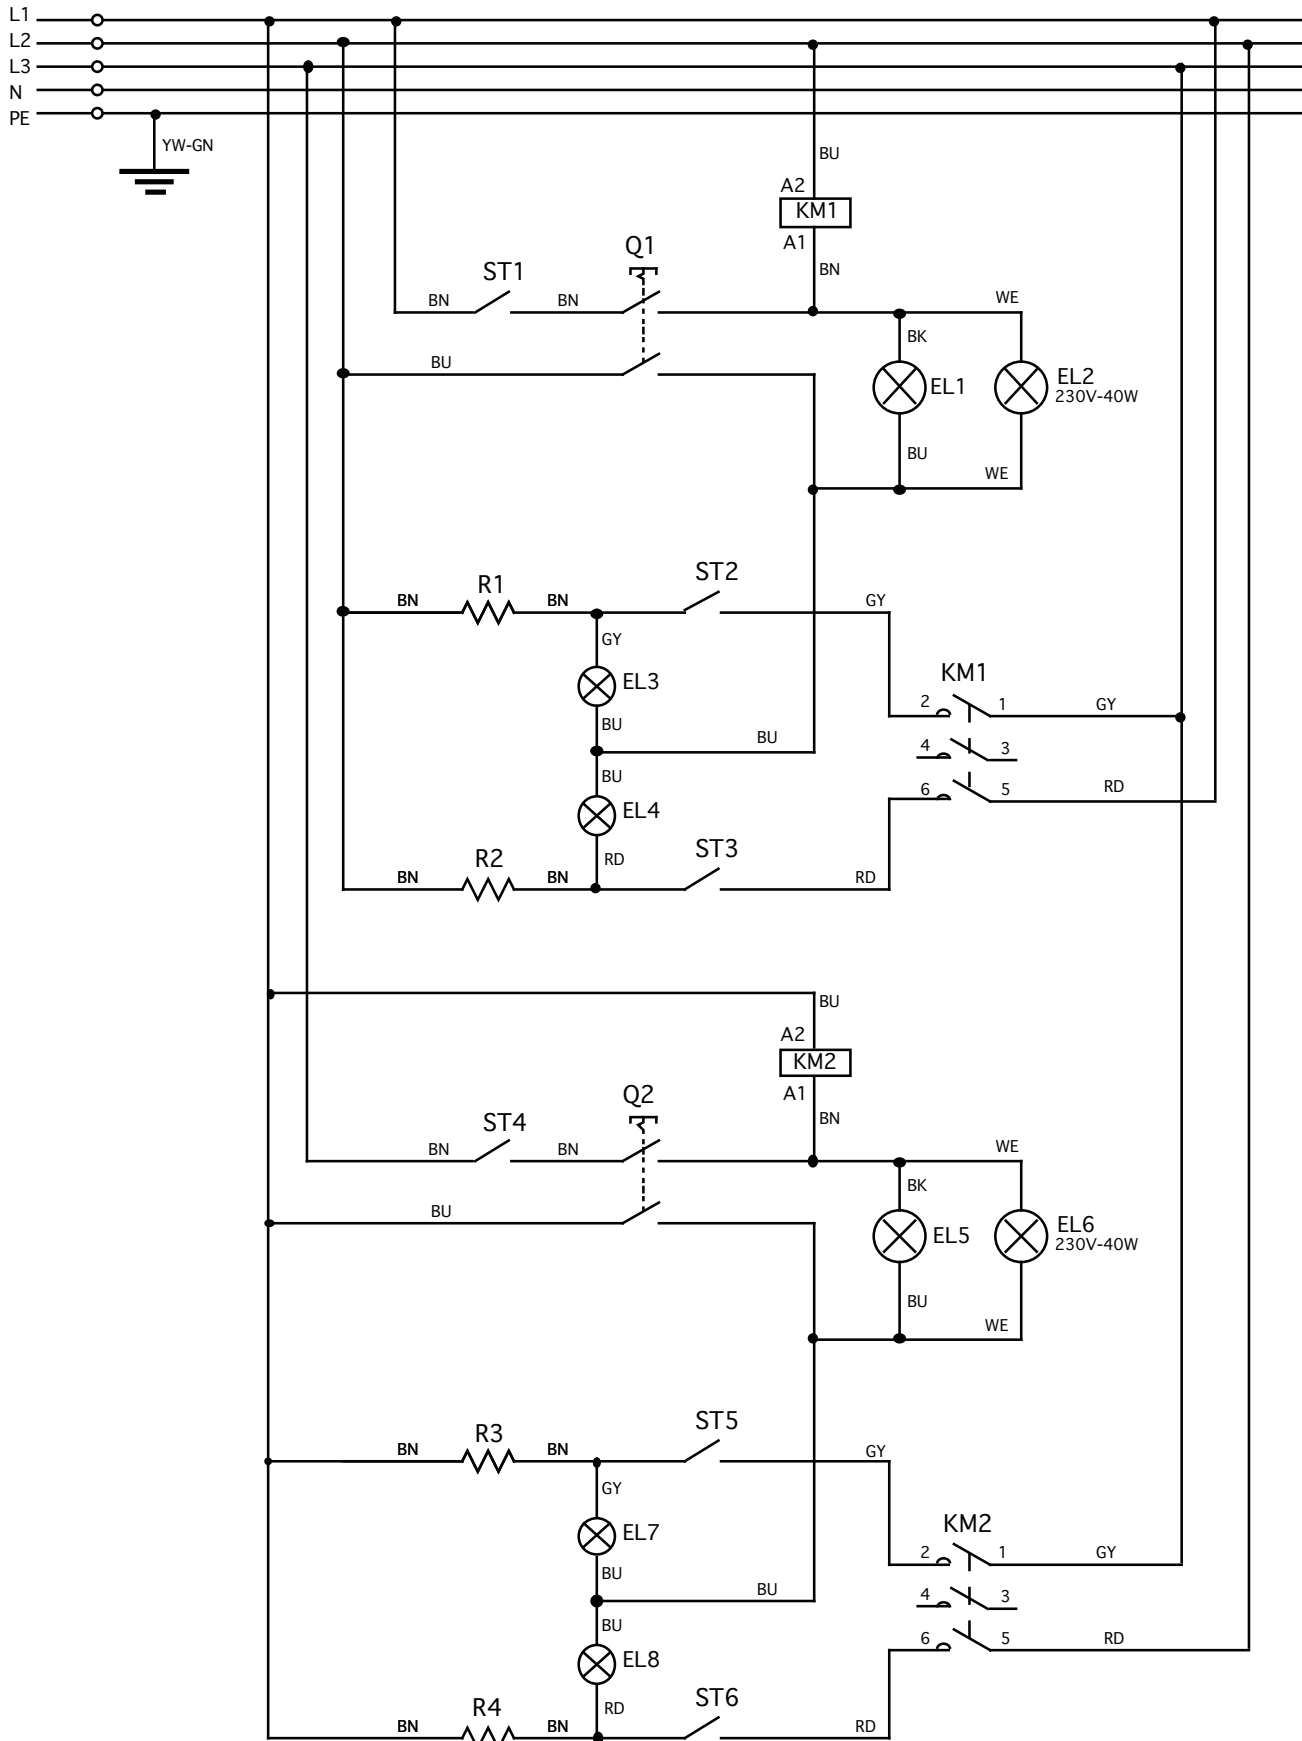 L1
L2
L3
N
PE
YW-GN
BU
A2
KM1
A1
BN
Q1
ST1
BN
BN
WE
BK
BU
EL1
EL2
230V-40W
BU
WE
ST2
R1
BN
BN
GY
GY
EL3
KM1
2
1
GY
BU
BU
4
3
BU
6
5
RD
EL4
ST3
R2
RD
BN
BN
RD
BU
A2
KM2
A1
BN
Q2
ST4
BN
BN
WE
BK
BU
EL5
EL6
230V-40W
BU
WE
ST5
R3
BN
BN
GY
GY
EL7
KM2
2
1
GY
BU
BU
4
3
BU
6
5
RD
EL8
ST6
R4
RD
BN
BN
RD